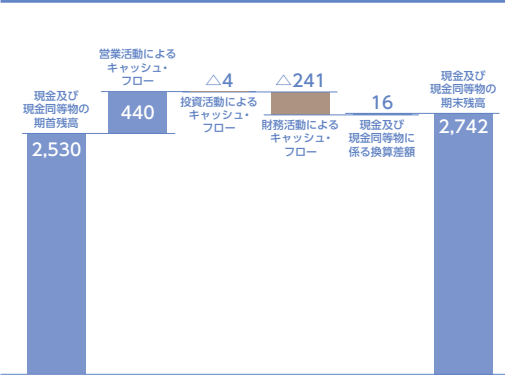 現金及び
現金同等物の
期首残高
2,530
営業活動による
キャッシュ・
フロー
440
△4
投資活動による
キャッシュ・
フロー
△241
財務活動による
キャッシュ・
フロー
16
現金及び
現金同等物に
係る換算差額
現金及び
現金同等物の
期末残高
2,742